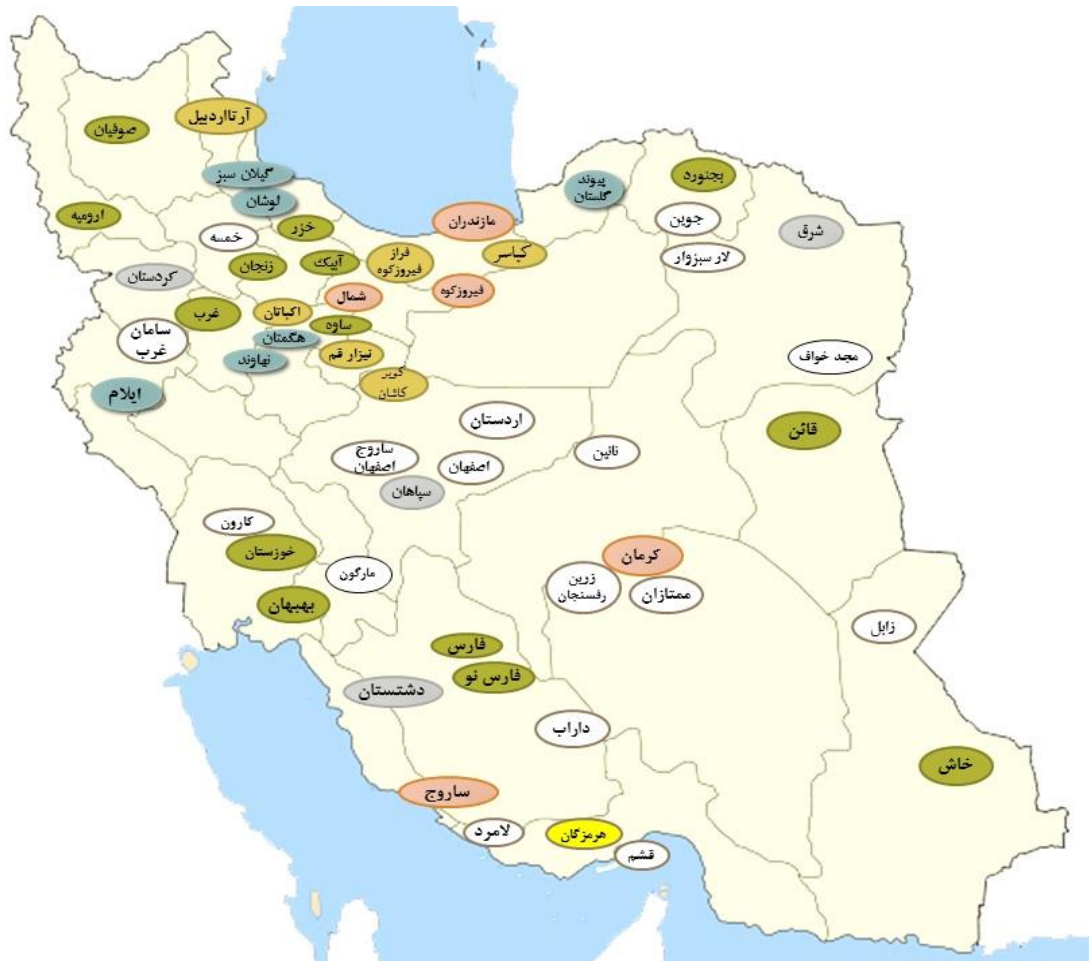 آرتااردبیل
صوفیان
گیلان سبز
پیوند
گلستان
بجنورد
لوشان
ارومیه
جوین
مازندران
خزر
شرق
خمسه
کیاسر
لار سبزوار
فراز
فیروزکوه
آبیک
زنجان
کردستان
فیروزکوه
شمال
اکباتان
غرب
ساوه
سامان
غرب
هگمتان
نیزار قم
نهاوند
مجد خواف
کویر
کاشان
ایلام
اردستان
قائن
نائین
ساروج
اصفهان
اصفهان
سپاهان
کارون
خوزستان
کرمان
مارگون
زرین
رفسنجان
ممتازان
بهبهان
زابل
فارس
فارس نو
دشتستان
داراب
خاش
ساروج
لامرد
هرمزگان
قشم